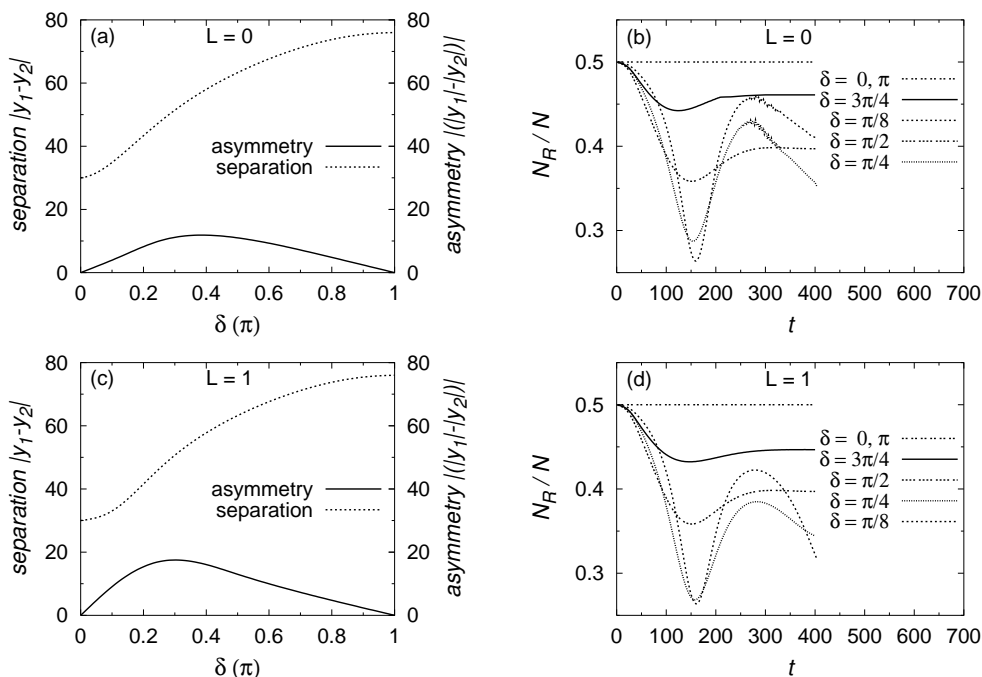 (a) L = 0
separation |y1-y2|
80
60
40
20
0
asymmetry
separation
0 0.2 0.4 0.6 0.8 1
δ (π)
80
60
40
20
0
asymmetry |(|y1|-|y2|)|
(b) L = 0
NR / N
0.5
0.4
0.3
δ = 0, π
δ = 3π/4
δ = π/8
δ = π/2
δ = π/4
0 100 200 300 400 500 600 700
t
(c) L = 1
separation |y1-y2|
80
60
40
20
0
asymmetry
separation
0 0.2 0.4 0.6 0.8 1
δ (π)
80
60
40
20
0
asymmetry |(|y1|-|y2|)|
(d) L = 1
NR / N
0.5
0.4
0.3
δ = 0, π
δ = 3π/4
δ = π/2
δ = π/4
δ = π/8
0 100 200 300 400 500 600 700
t